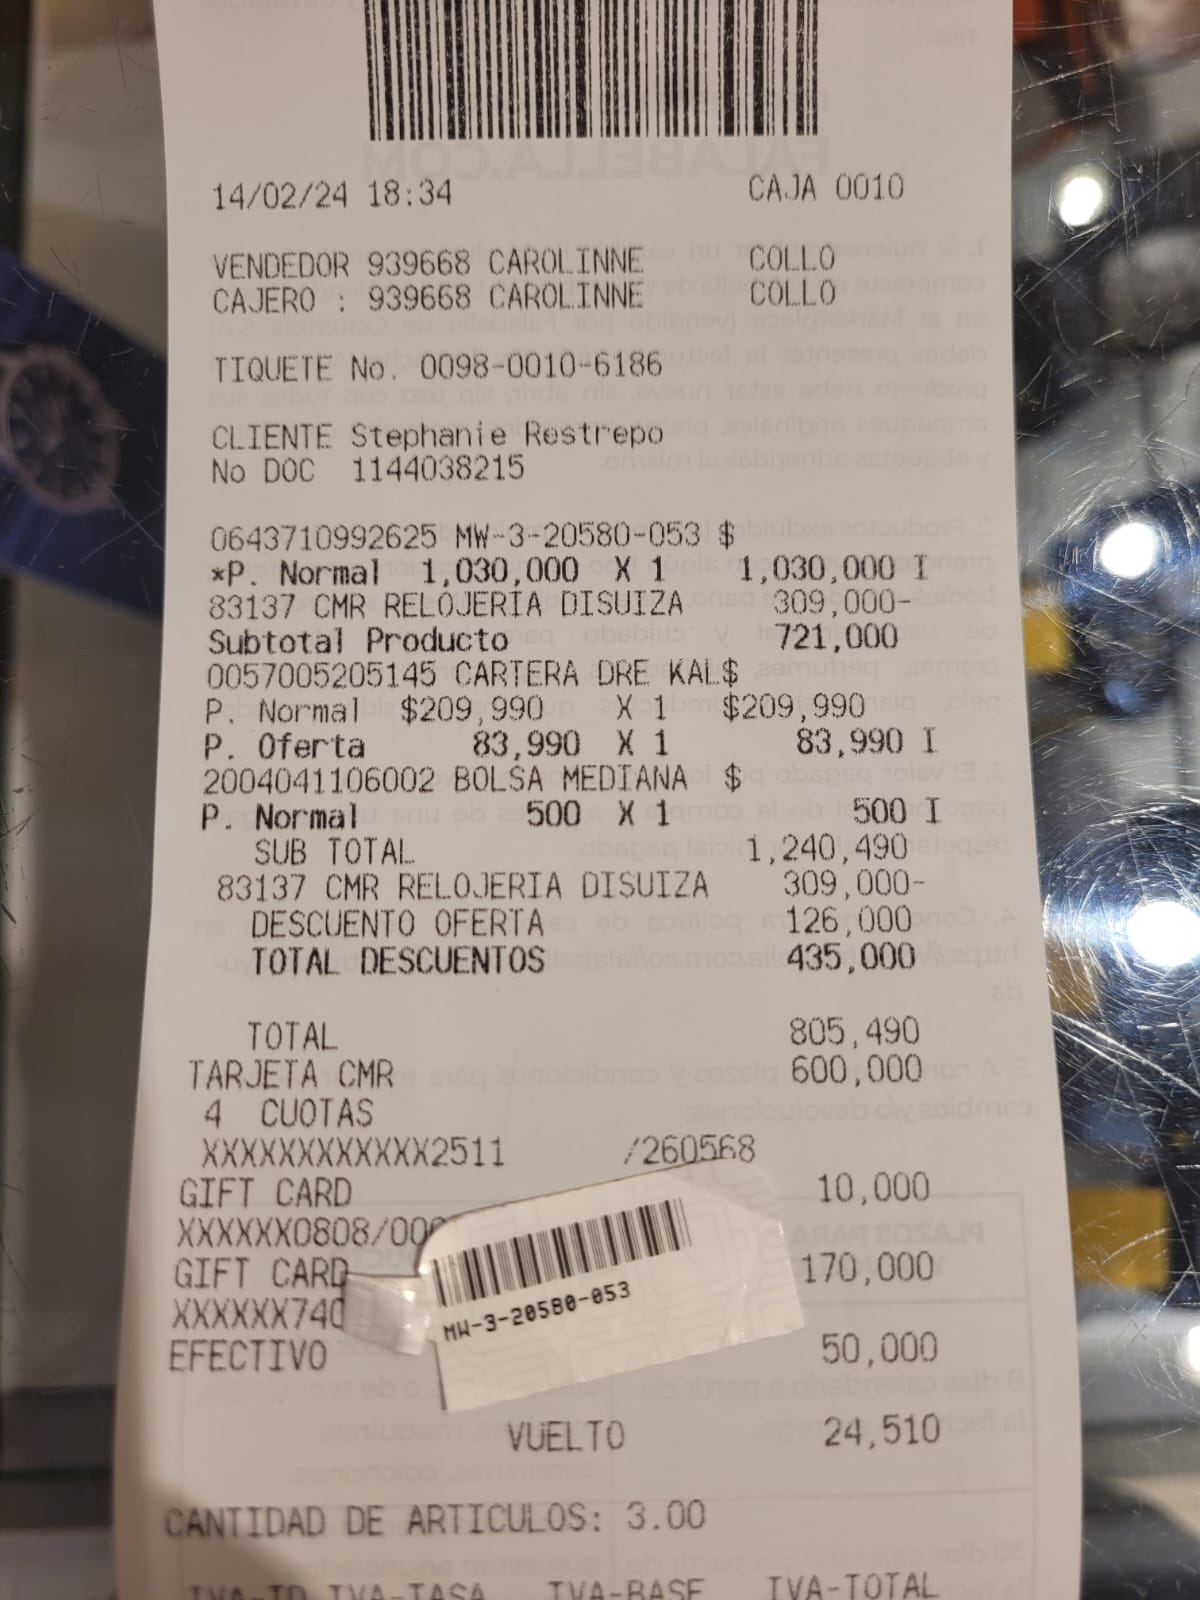 14/02/24 18:34 CAJA 0010
VENDEDOR 939668 CAROLINNE COLLO
CAJERO : 939668 CAROLINNE COLLO
TIQUETE No. 0098-0010-6186
CLIENTE Stephanie Restrepo
No DOC 1144038215
0643710992625 MW-3-20580-053 $
*P. Normal 1,030,000 X 1 1,030,000 I
83137 CMR RELOJERIA DISUIZA 309,000-
Subtotal Producto 721,000
0057005205145 CARTERA DRE KAL$
P. Normal $209,990 X 1 $209,990
P. Oferta 83,990 X 1 83,990 I
2004041106002 BOLSA MEDIANA $
P. Normal 500 X 1 500 I
SUB TOTAL 1,240,490
83137 CMR RELOJERIA DISUIZA 309,000-
DESCUENTO OFERTA 126,000
TOTAL DESCUENTOS 435,000
TOTAL 805,490
TARJETA CMR 600,000
4 CUOTAS
XXXXXXXXXXXX2511 /260568
GIFT CARD 10,000
XXXXXX0808/000
GIFT CARD 170,000
XXXXXX740
MW-3-20580-053
EFECTIVO 50,000
VUELTO 24,510
CANTIDAD DE ARTICULOS: 3.00
IVA-ID IVA-TASA IVA-BASE IVA-TOTAL